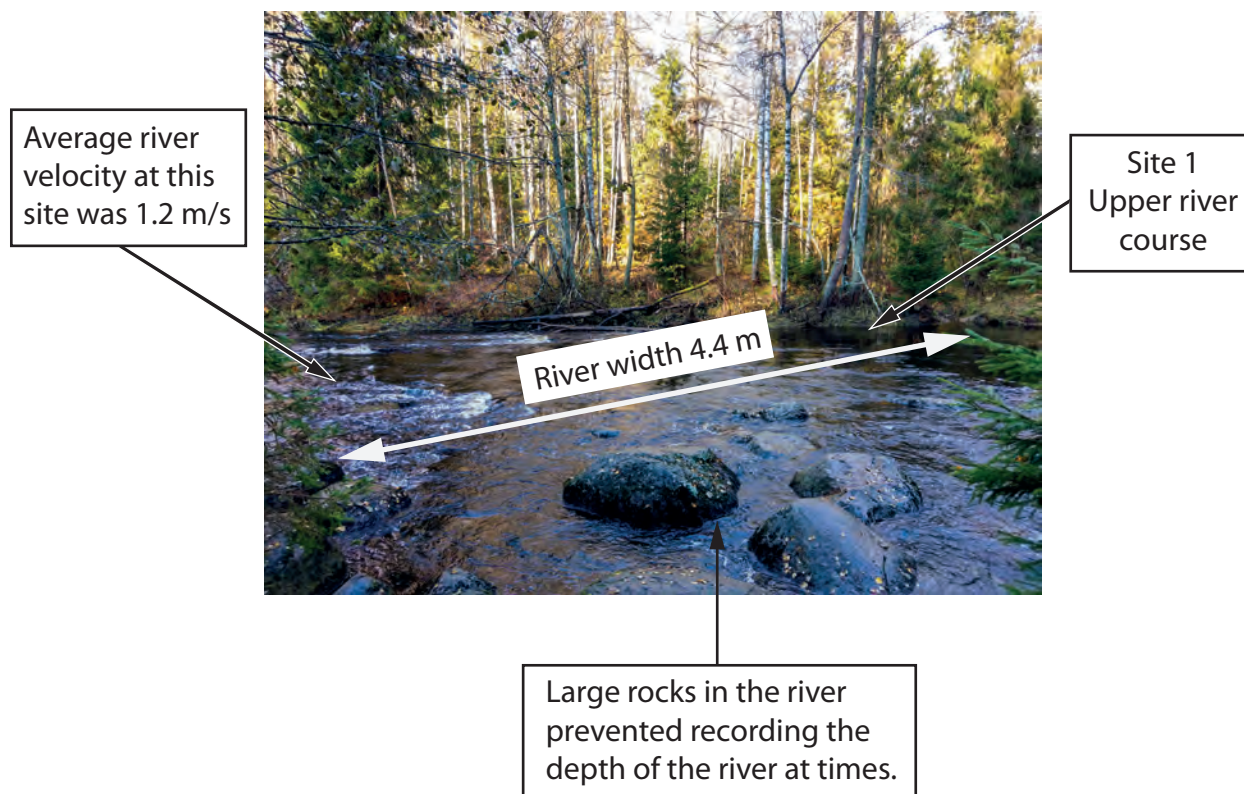 Average river
velocity at this
site was 1.2 m/s
Site 1
Upper river
course
River width 4.4 m
Large rocks in the river
prevented recording the
depth of the river at times.